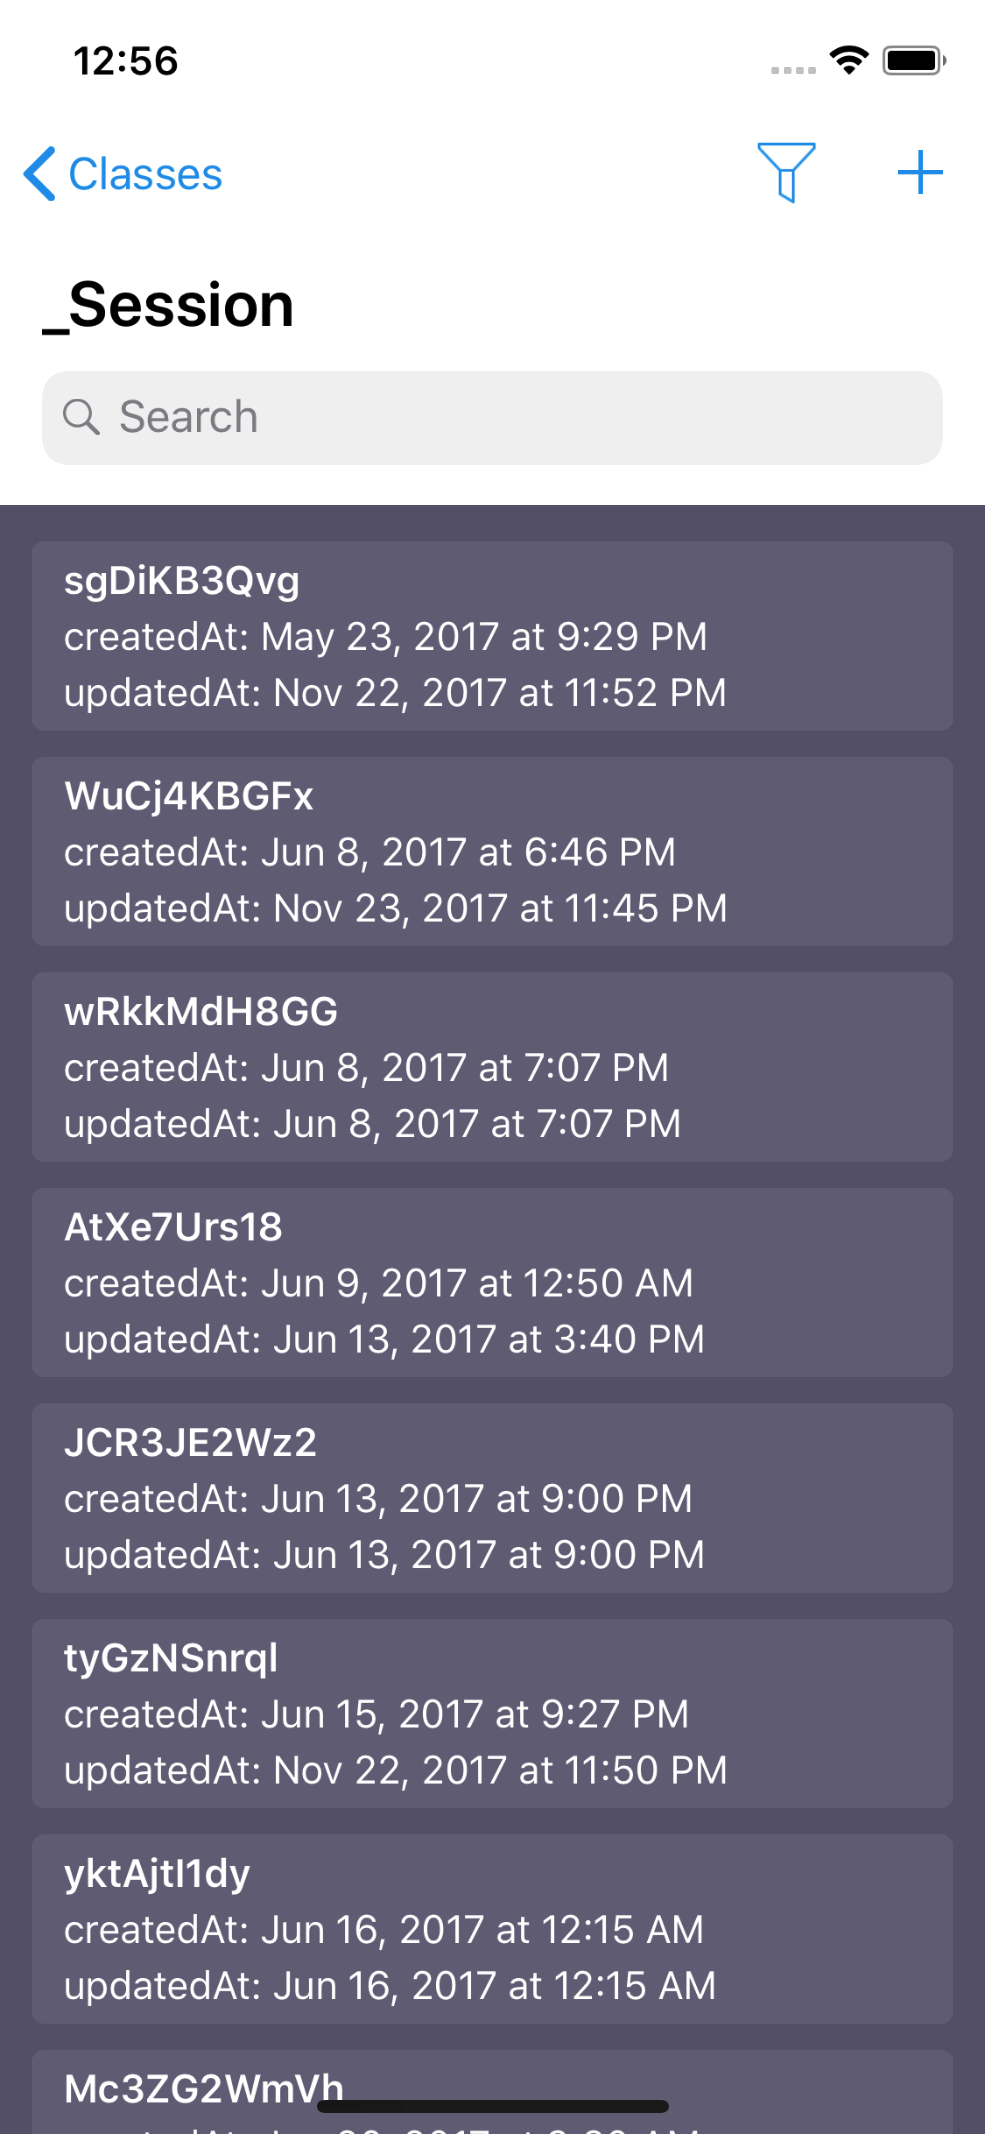 12:56
Classes
_Session
Search
sgDiKB3Qvg
createdAt: May 23, 2017 at 9:29 PM
updatedAt: Nov 22, 2017 at 11:52 PM
WuCj4KBGFx
createdAt: Jun 8, 2017 at 6:46 PM
updatedAt: Nov 23, 2017 at 11:45 PM
wRkkMdH8GG
createdAt: Jun 8, 2017 at 7:07 PM
updatedAt: Jun 8, 2017 at 7:07 PM
AtXe7Urs18
createdAt: Jun 9, 2017 at 12:50 AM
updatedAt: Jun 13, 2017 at 3:40 PM
JCR3JE2Wz2
createdAt: Jun 13, 2017 at 9:00 PM
updatedAt: Jun 13, 2017 at 9:00 PM
tyGzNSnrql
createdAt: Jun 15, 2017 at 9:27 PM
updatedAt: Nov 22, 2017 at 11:50 PM
yktAjtI1dy
createdAt: Jun 16, 2017 at 12:15 AM
updatedAt: Jun 16, 2017 at 12:15 AM
Mc3ZG2WmVh